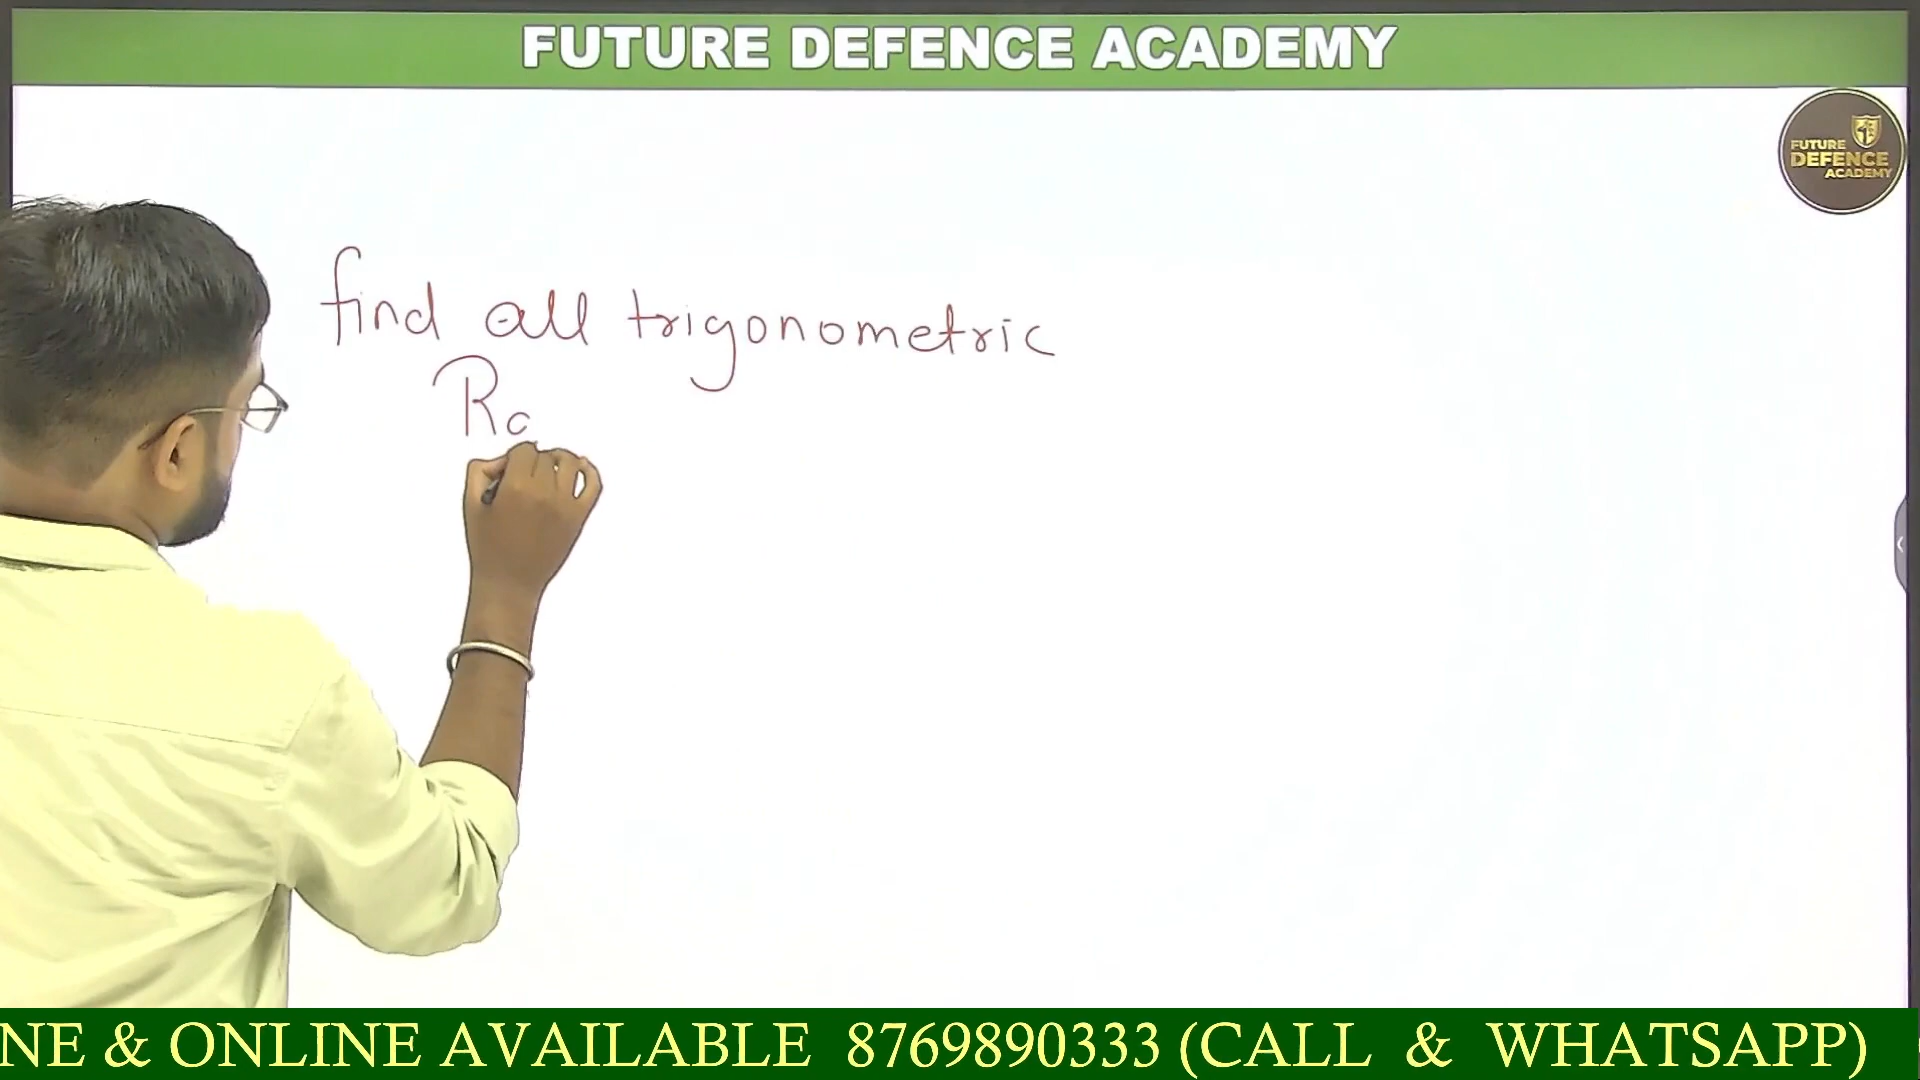 FUTURE DEFENCE ACADEMY
FUTURE
DEFENCE
ACADEMY
find all trigonometric
NE & ONLINE AVAILABLE 8769890333 (CALL & WHATSAPP)